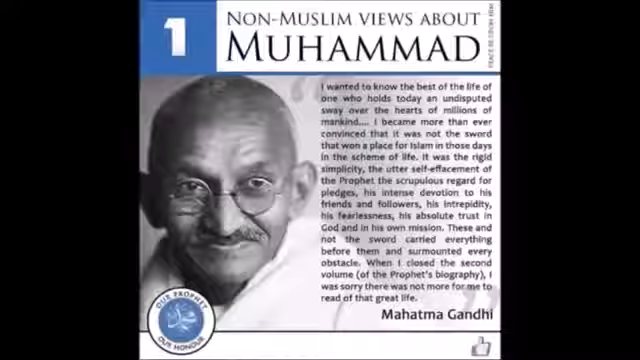 1
NON-MUSLIM VIEWS ABOUT
MUHAMMAD
PEACE BE UPON HIM
I wanted to know the best of the life of
one who holds today an undisputed
sway over the hearts of millions of
mankind.... I became more than ever
convinced that it was not the sword
that won a place for Islam in those days
in the scheme of life. It was the rigid
simplicity, the utter self-effacement of
the Prophet the scrupulous regard for
pledges, his intense devotion to his
friends and followers, his intrepidity,
his fearlessness, his absolute trust in
God and in his own mission. These and
not the sword carried everything
before them and surmounted every
obstacle. When I closed the second
volume (of the Prophet's biography), I
was sorry there was not more for me to
read of that great life.
Mahatma Gandhi
OUR PROPHET
محمد
OUR HONOUR